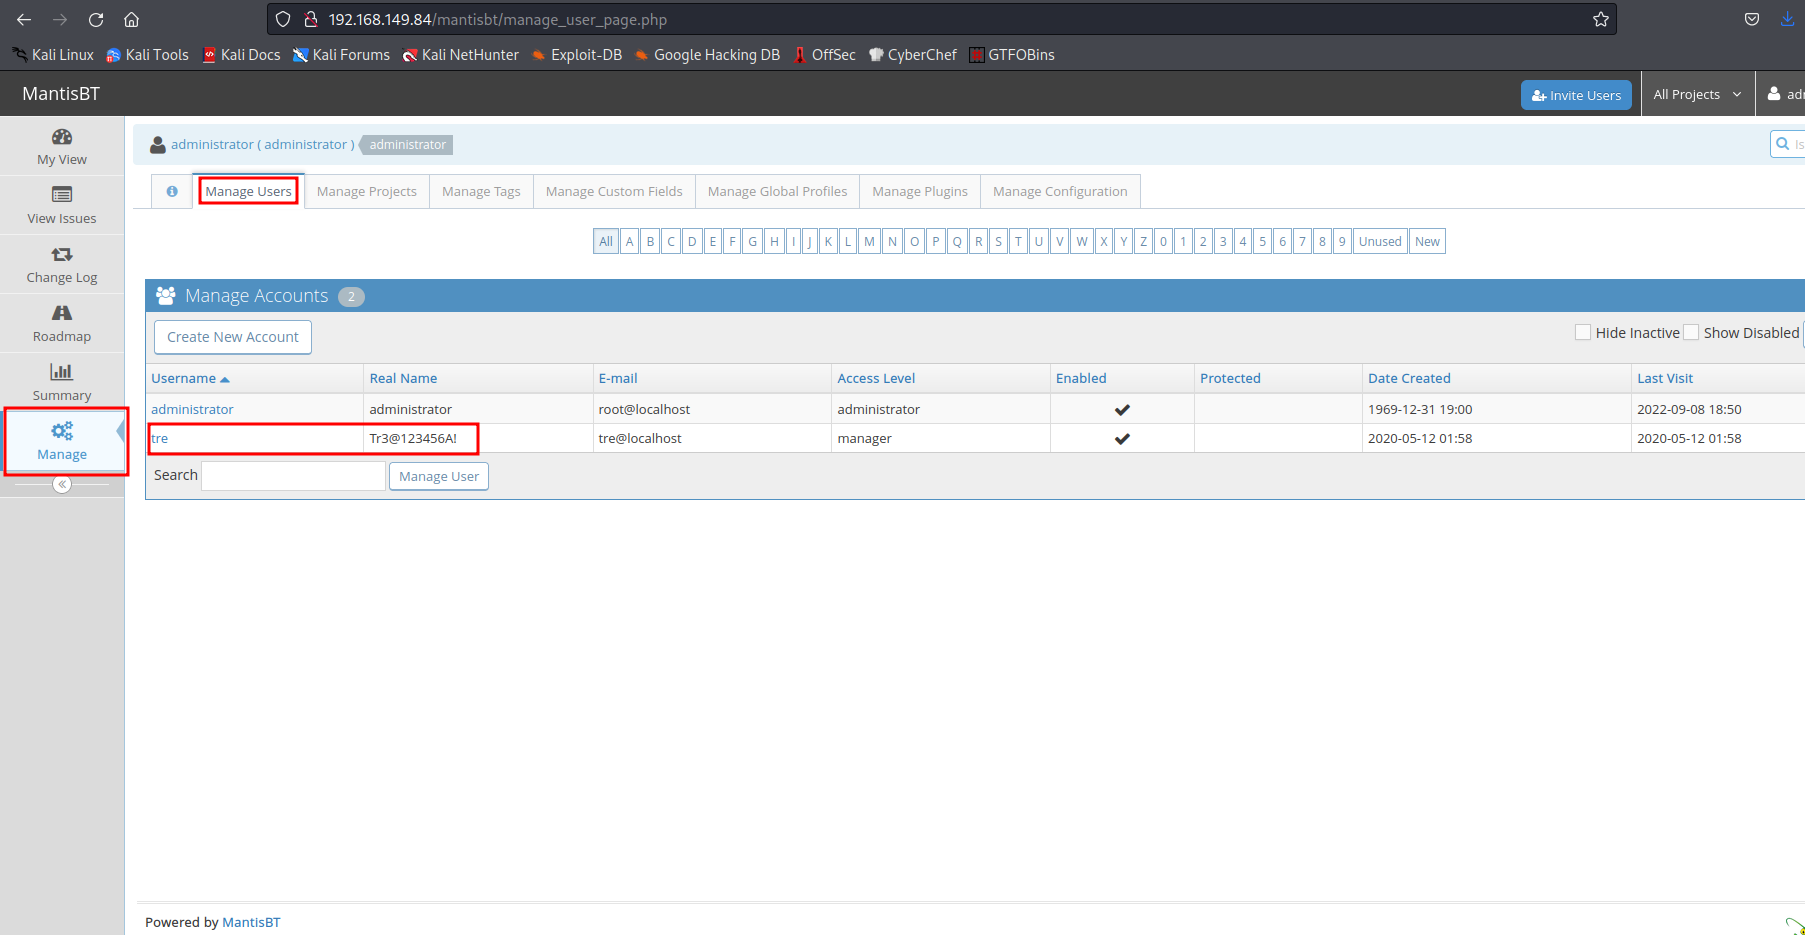 192.168.149.84/mantisbt/manage_user_page.php
Kali Linux Kali Tools Kali Docs Kali Forums Kali NetHunter Exploit-DB Google Hacking DB OffSec CyberChef GTFOBins
MantisBT Invite Users All Projects adr
administrator ( administrator ) administrator Is
My View
View Issues
Change Log
Roadmap
Summary
Manage
Manage Users Manage Projects Manage Tags Manage Custom Fields Manage Global Profiles Manage Plugins Manage Configuration
All A B C D E F G H I J K L M N O P Q R S T U V W X Y Z 0 1 2 3 4 5 6 7 8 9 Unused New
Manage Accounts 2
Create New Account Hide Inactive Show Disabled
Username Real Name E-mail Access Level Enabled Protected Date Created Last Visit
administrator administrator root@localhost administrator 1969-12-31 19:00 2022-09-08 18:50
tre Tr3@123456A! tre@localhost manager 2020-05-12 01:58 2020-05-12 01:58
Search Manage User
Powered by MantisBT